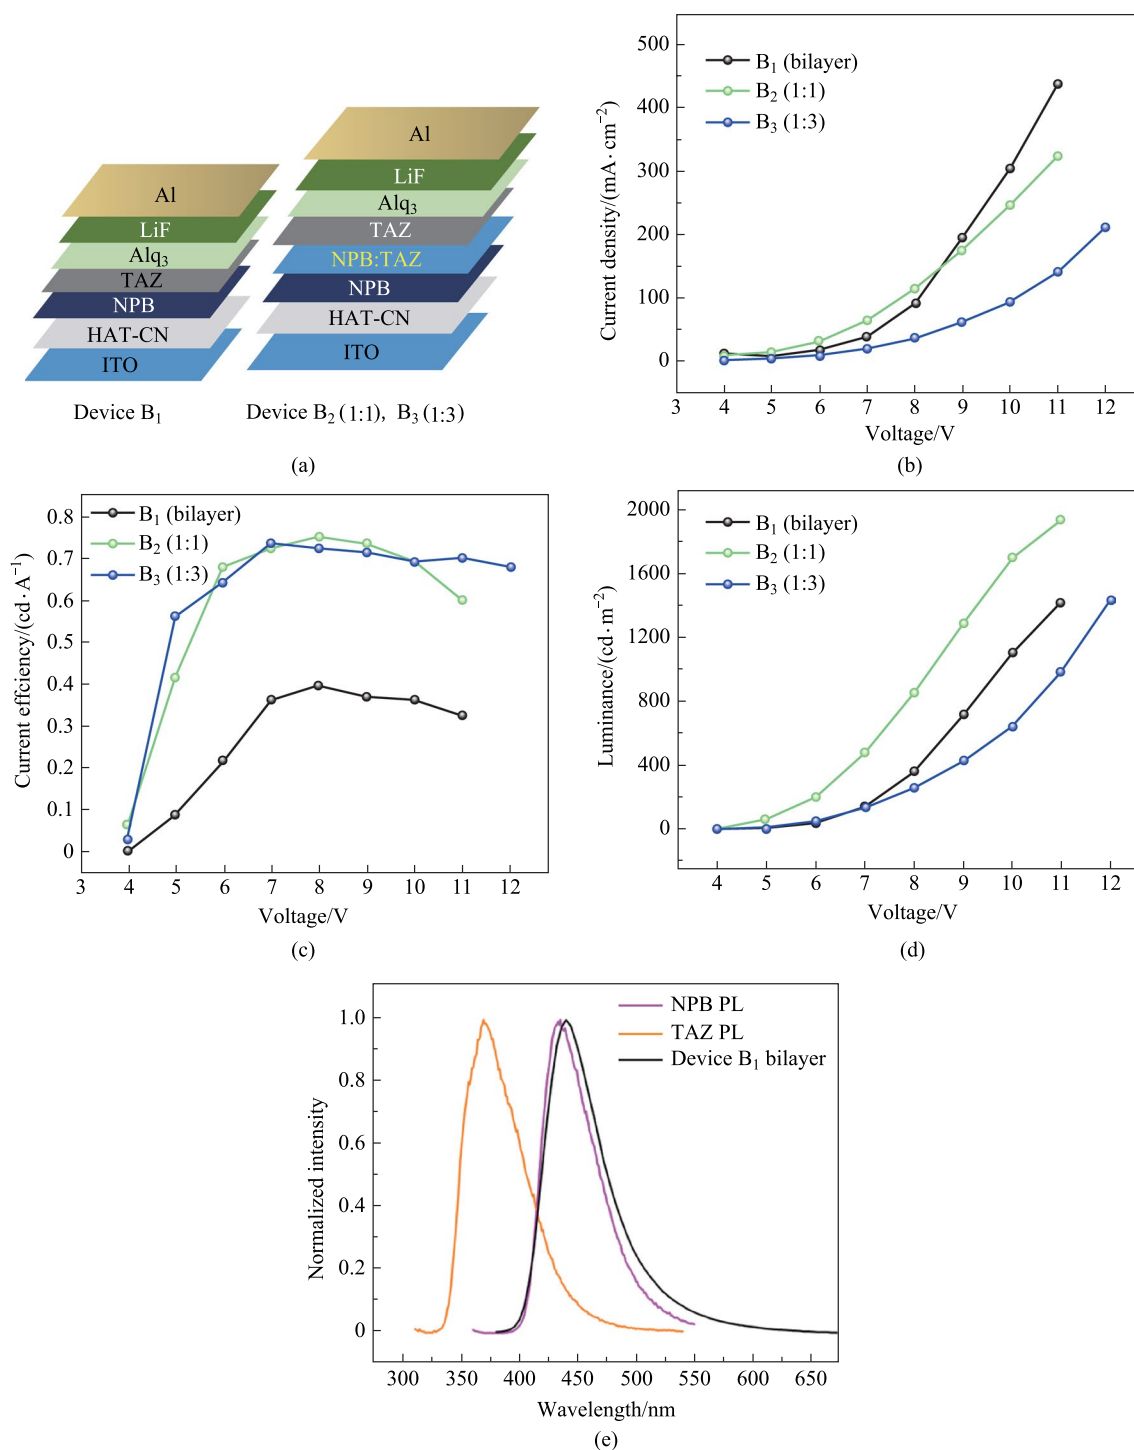 Al
LiF
Alq3
TAZ
NPB
HAT-CN
ITO
Device B1
Al
LiF
Alq3
TAZ
NPB:TAZ
NPB
HAT-CN
ITO
Device B2 (1:1), B3 (1:3)
(a)
500
400
300
200
100
0
3 4 5 6 7 8 9 10 11 12
Current density/(mA·cm−2)
B1 (bilayer)
B2 (1:1)
B3 (1:3)
Voltage/V
(b)
0.8
0.7
0.6
0.5
0.4
0.3
0.2
0.1
0
3 4 5 6 7 8 9 10 11 12
Current effciency/(cd·A−1)
B1 (bilayer)
B2 (1:1)
B3 (1:3)
Voltage/V
(c)
2000
1600
1200
800
400
0
4 5 6 7 8 9 10 11 12
Luminance/(cd·m−2)
B1 (bilayer)
B2 (1:1)
B3 (1:3)
Voltage/V
(d)
1.0
0.8
0.6
0.4
0.2
0
300 350 400 450 500 550 600 650
Normalized intensity
NPB PL
TAZ PL
Device B1 bilayer
Wavelength/nm
(e)